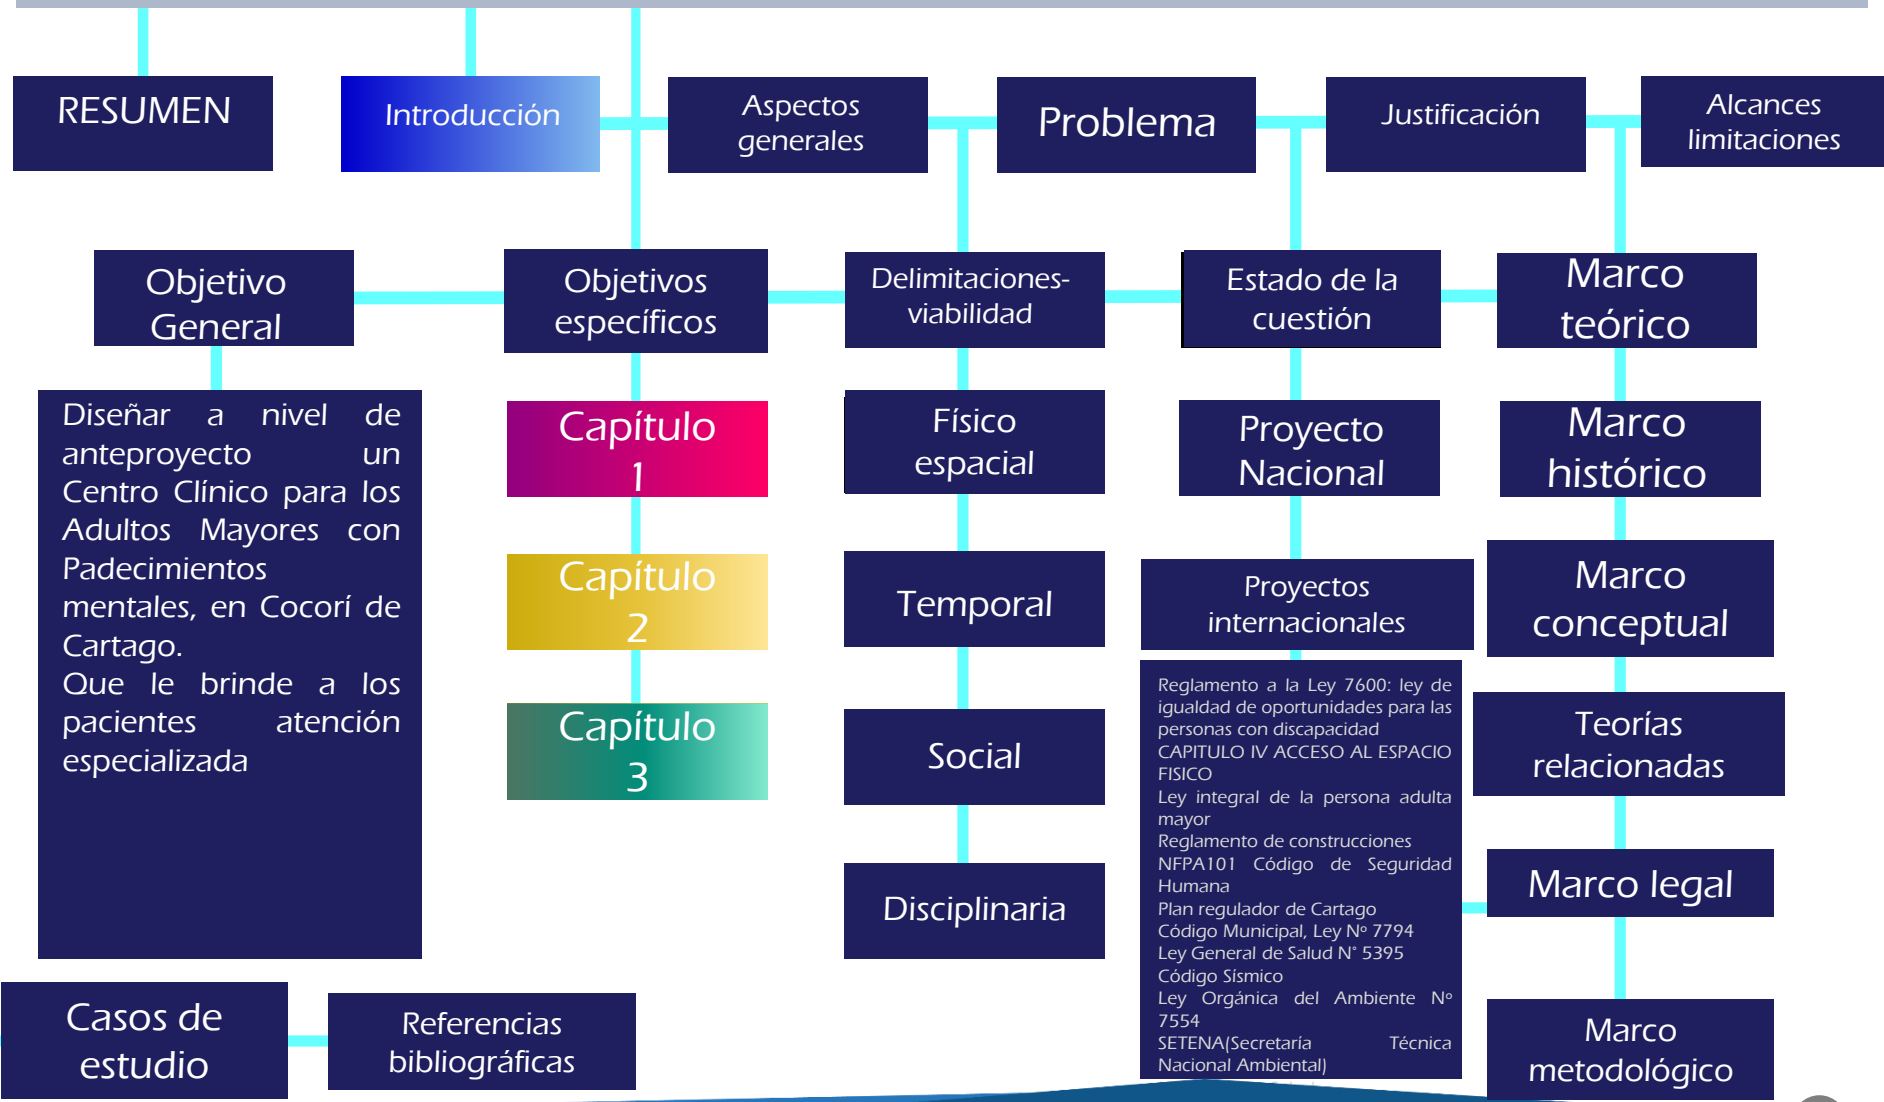 RESUMEN
Introducción
Aspectos
generales
Problema
Justificación
Alcances
limitaciones
Objetivo
General
Objetivos
específicos
Delimitaciones-
viabilidad
Estado de la
cuestión
Marco
teórico
Diseñar a nivel de
anteproyecto un
Centro Clínico para los
Adultos Mayores con
Padecimientos
mentales, en Cocorí de
Cartago.
Que le brinde a los
pacientes atención
especializada
Capítulo
1
Capítulo
2
Capítulo
3
Físico
espacial
Temporal
Social
Disciplinaria
Proyecto
Nacional
Proyectos
internacionales
Reglamento a la Ley 7600: ley de
igualdad de oportunidades para las
personas con discapacidad
CAPITULO IV ACCESO AL ESPACIO
FISICO
Ley integral de la persona adulta
mayor
Reglamento de construcciones
NFPA101 Código de Seguridad
Humana
Plan regulador de Cartago
Código Municipal, Ley Nº 7794
Ley General de Salud N° 5395
Código Sísmico
Ley Orgánica del Ambiente Nº
7554
SETENA(Secretaría Técnica
Nacional Ambiental)
Marco
histórico
Marco
conceptual
Teorías
relacionadas
Marco legal
Marco
metodológico
Casos de
estudio
Referencias
bibliográficas